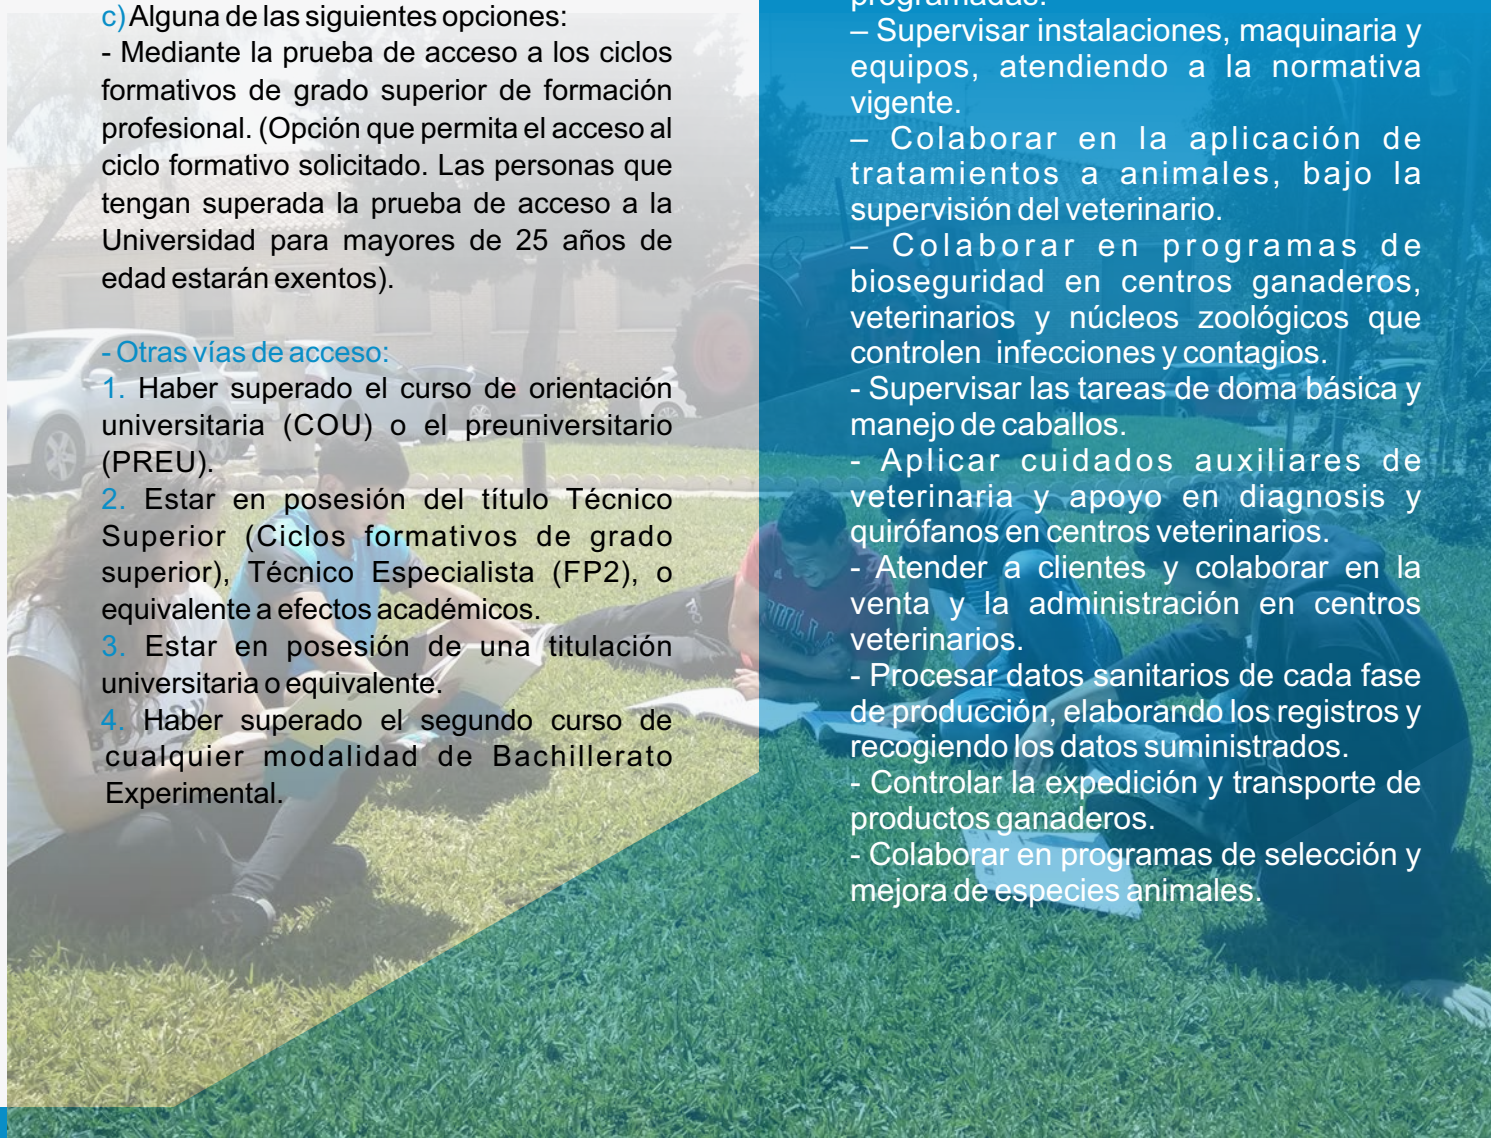 c) Alguna de las siguientes opciones:
- Mediante la prueba de acceso a los ciclos
formativos de grado superior de formación
profesional. (Opción que permita el acceso al
ciclo formativo solicitado. Las personas que
tengan superada la prueba de acceso a la
Universidad para mayores de 25 años de
edad estarán exentos).
- Otras vías de acceso:
1. Haber superado el curso de orientación
universitaria (COU) o el preuniversitario
(PREU).
2. Estar en posesión del título Técnico
Superior (Ciclos formativos de grado
superior), Técnico Especialista (FP2), o
equivalente a efectos académicos.
3. Estar en posesión de una titulación
universitaria o equivalente.
4. Haber superado el segundo curso de
cualquier modalidad de Bachillerato
Experimental.
programadas.
– Supervisar instalaciones, maquinaria y
equipos, atendiendo a la normativa
vigente.
– Colaborar en la aplicación de
tratamientos a animales, bajo la
supervisión del veterinario.
– Colaborar en programas de
bioseguridad en centros ganaderos,
veterinarios y núcleos zoológicos que
controlen infecciones y contagios.
- Supervisar las tareas de doma básica y
manejo de caballos.
- Aplicar cuidados auxiliares de
veterinaria y apoyo en diagnosis y
quirófanos en centros veterinarios.
- Atender a clientes y colaborar en la
venta y la administración en centros
veterinarios.
- Procesar datos sanitarios de cada fase
de producción, elaborando los registros y
recogiendo los datos suministrados.
- Controlar la expedición y transporte de
productos ganaderos.
- Colaborar en programas de selección y
mejora de especies animales.